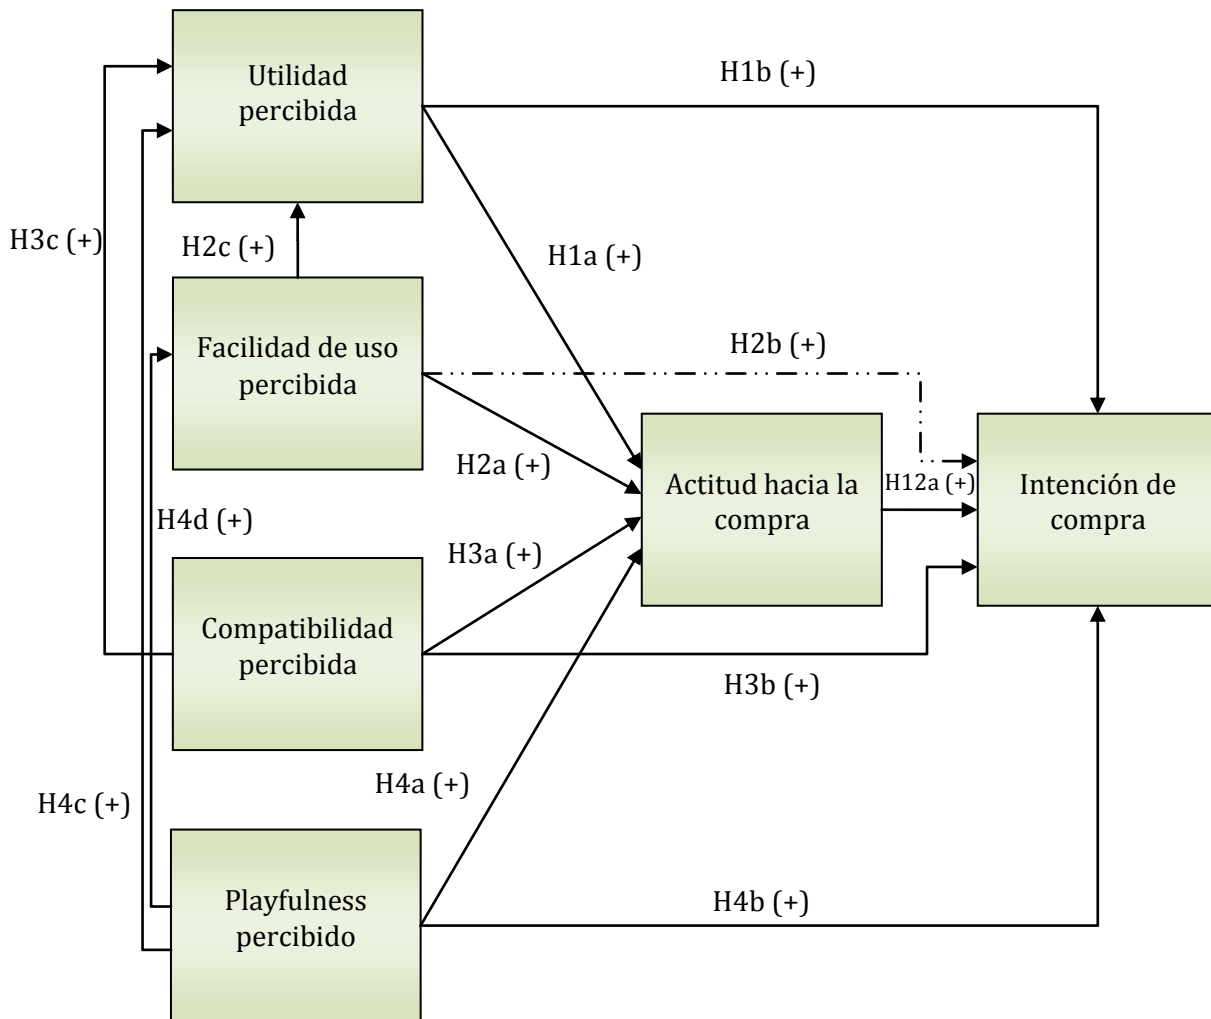 Utilidad
percibida
H1b (+)
H3c (+)
H2c (+)
H1a (+)
Facilidad de uso
percibida
H2b (+)
H2a (+)
Actitud hacia la
compra
H12a (+)
Intención de
compra
H4d (+)
H3a (+)
Compatibilidad
percibida
H3b (+)
H4a (+)
H4c (+)
Playfulness
percibido
H4b (+)